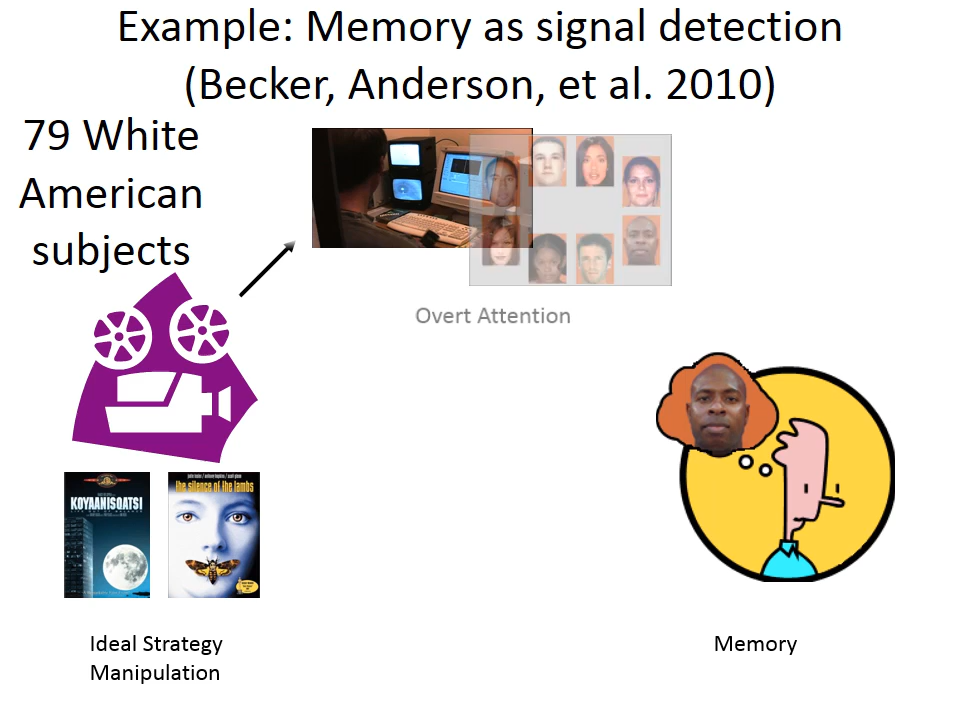 Example: Memory as signal detection
(Becker, Anderson, et al. 2010)
79 White
American
subjects
Overt Attention
KOYAANISQATSI
the silence of the lambs
Ideal Strategy
Manipulation
Memory